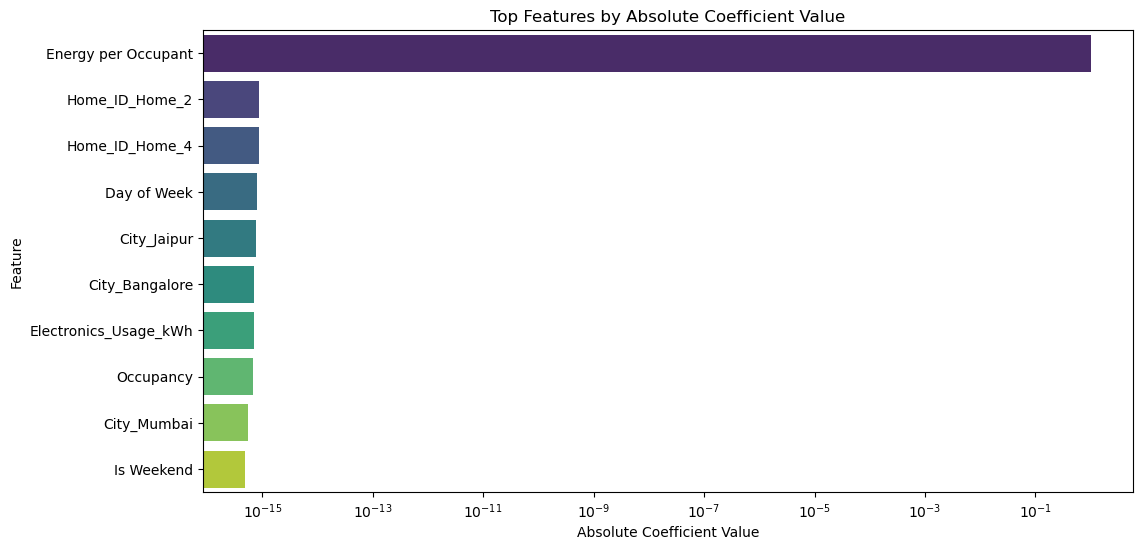 Top Features by Absolute Coefficient Value
Feature
Energy per Occupant
Home_ID_Home_2
Home_ID_Home_4
Day of Week
City_Jaipur
City_Bangalore
Electronics_Usage_kWh
Occupancy
City_Mumbai
Is Weekend
10⁻¹⁵ 10⁻¹³ 10⁻¹¹ 10⁻⁹ 10⁻⁷ 10⁻⁵ 10⁻³ 10⁻¹
Absolute Coefficient Value